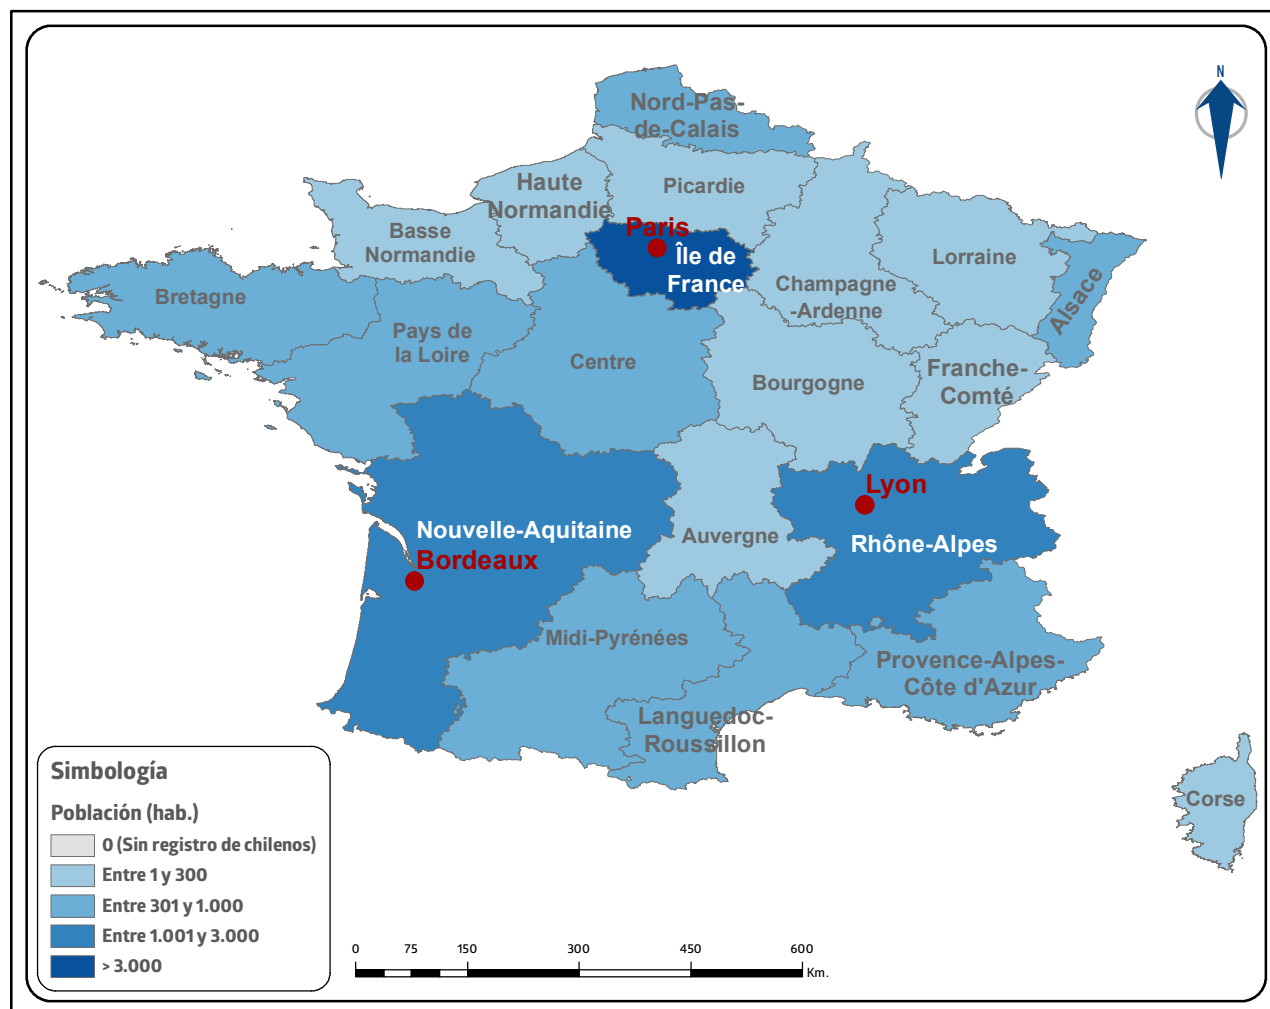 N
Nord-Pas-
de-Calais
Picardie
Haute
Normandie
Paris
Basse
Normandie
Île de
France
Lorraine
Champagne
-Ardenne
Alsace
Bretagne
Pays de
la Loire
Centre
Bourgogne
Franche-
Comté
Lyon
Nouvelle-Aquitaine
Bordeaux
Auvergne
Rhône-Alpes
Midi-Pyrénées
Provence-Alpes-
Côte d'Azur
Languedoc-
Roussillon
Corse
Simbología
Población (hab.)
0 (Sin registro de chilenos)
Entre 1 y 300
Entre 301 y 1.000
Entre 1.001 y 3.000
> 3.000
0 75 150 300 450 600
Km.